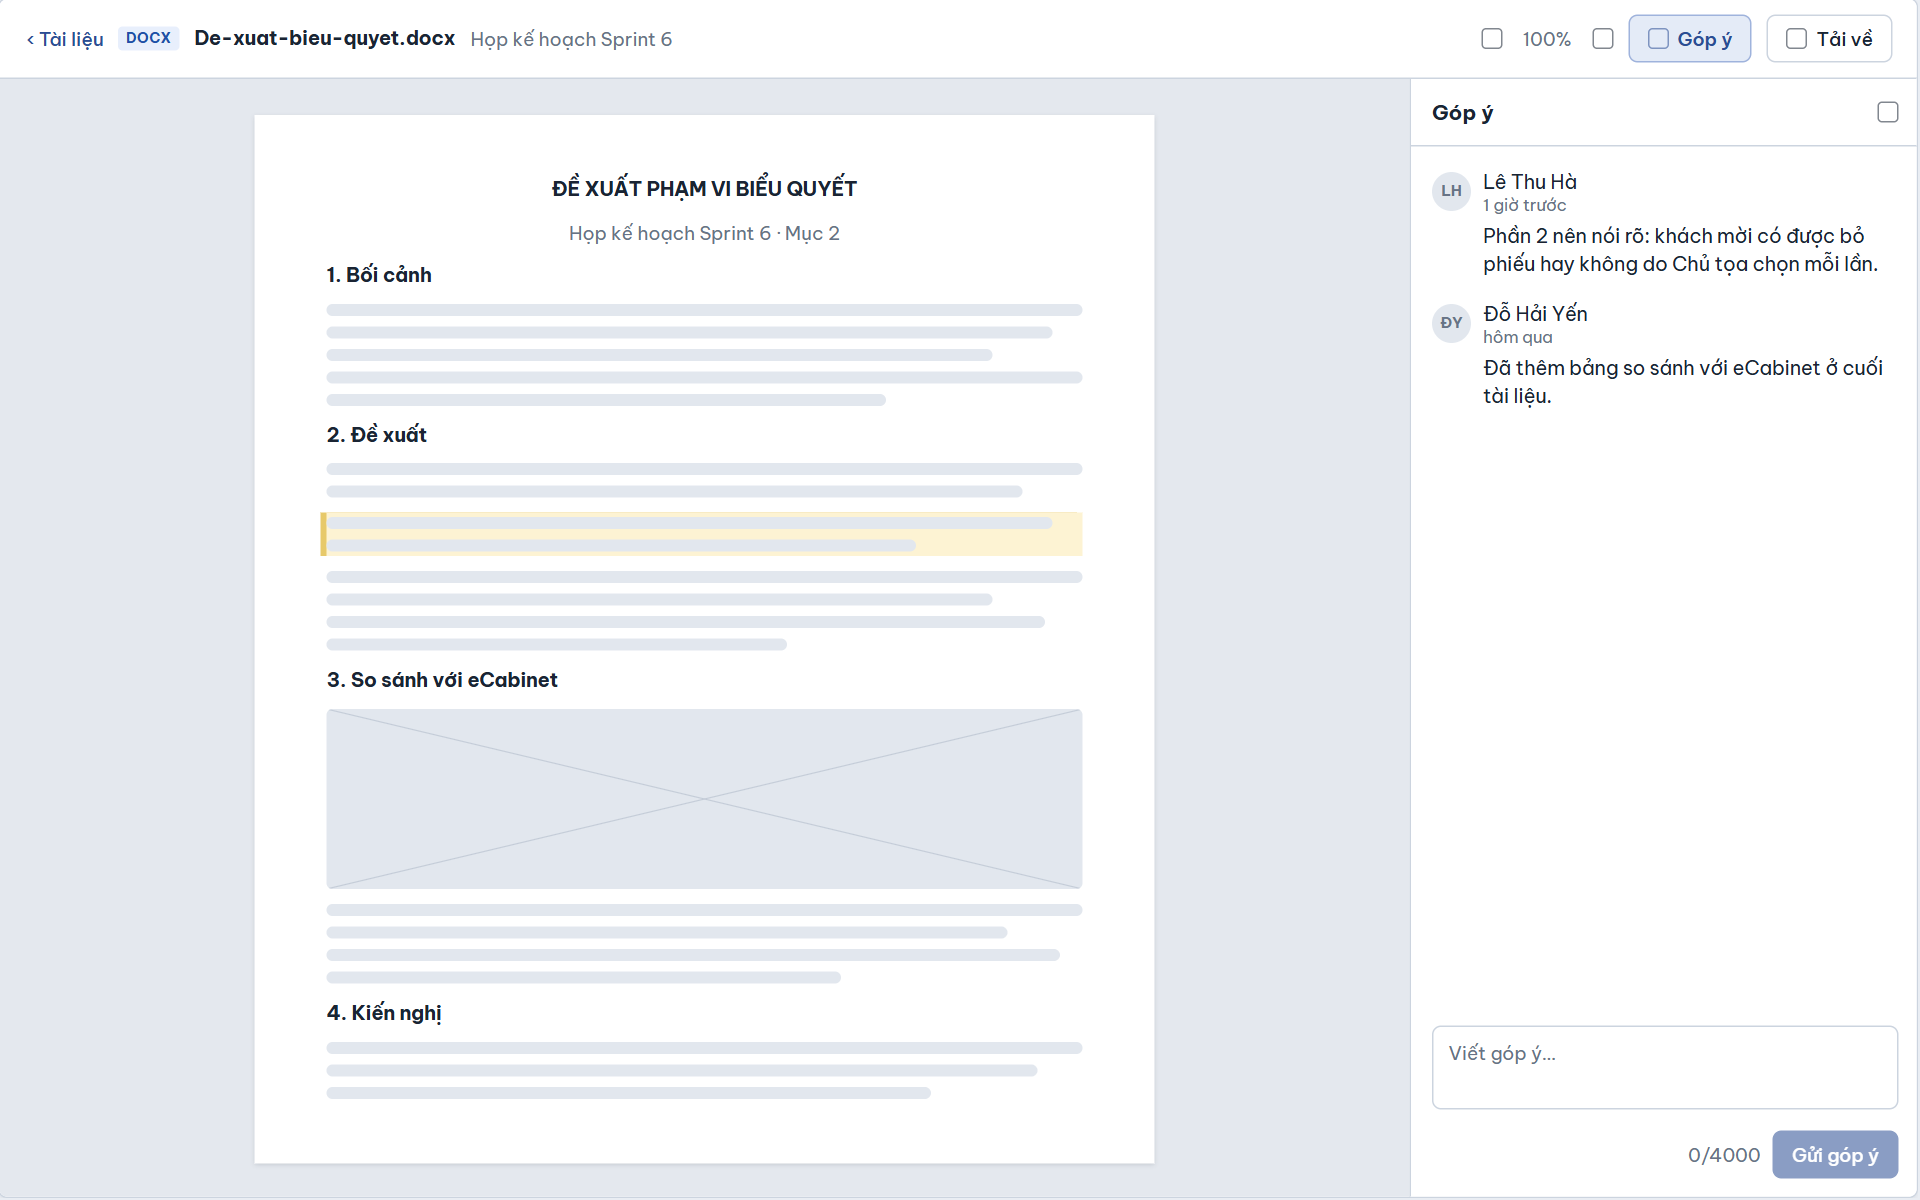 ‹ Tài liệu DOCX De-xuat-bieu-quyet.docx Họp kế hoạch Sprint 6
100% Góp ý Tải về
ĐỀ XUẤT PHẠM VI BIỂU QUYẾT
Họp kế hoạch Sprint 6 · Mục 2
1. Bối cảnh
2. Đề xuất
3. So sánh với eCabinet
4. Kiến nghị
Góp ý
LH Lê Thu Hà
1 giờ trước
Phần 2 nên nói rõ: khách mời có được bỏ
phiếu hay không do Chủ tọa chọn mỗi lần.
ĐY Đỗ Hải Yến
hôm qua
Đã thêm bảng so sánh với eCabinet ở cuối
tài liệu.
Viết góp ý...
0/4000 Gửi góp ý